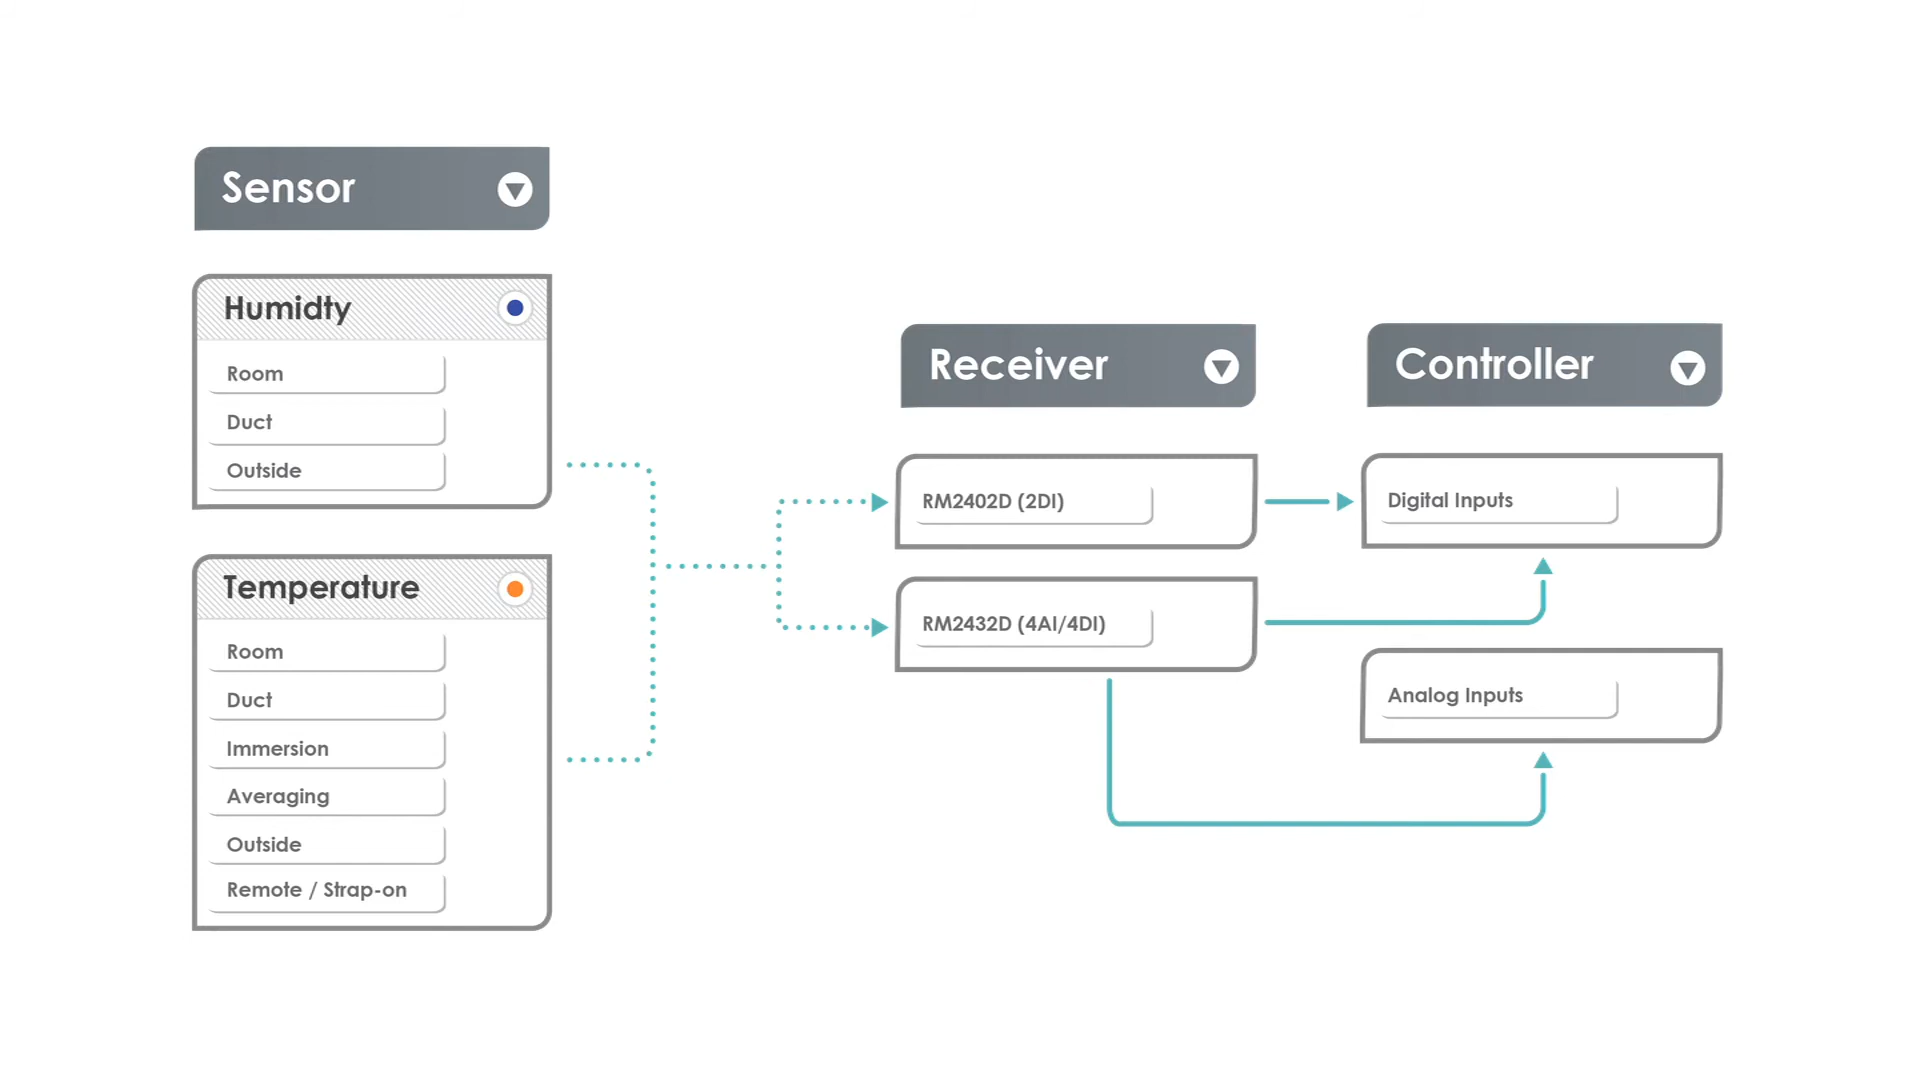 Sensor
Humidty
Room
Duct
Outside
Temperature
Room
Duct
Immersion
Averaging
Outside
Remote / Strap-on
Receiver
RM2402D (2DI)
RM2432D (4AI/4DI)
Controller
Digital Inputs
Analog Inputs